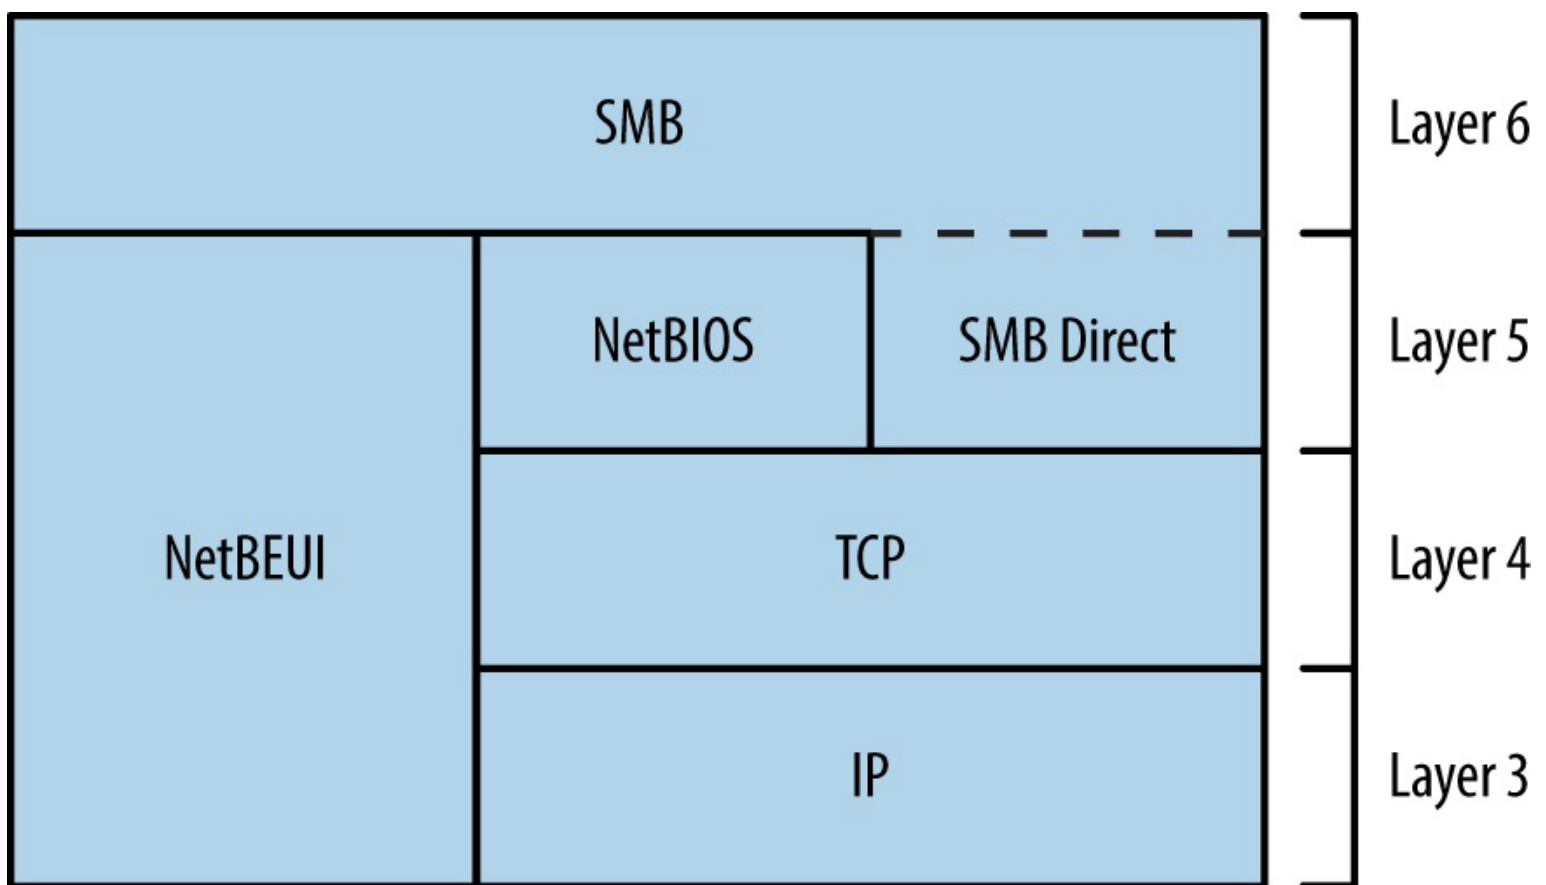 SMB
Layer 6
NetBIOS
SMB Direct
Layer 5
NetBEUI
TCP
Layer 4
IP
Layer 3